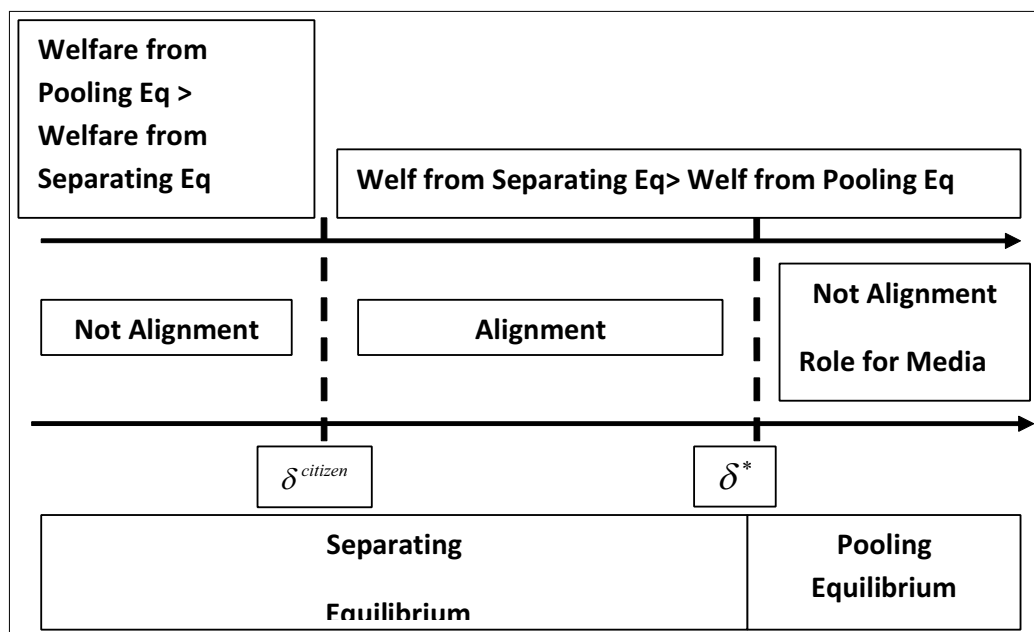 Welfare from
Pooling Eq >
Welfare from
Separating Eq
Welf from Separating Eq> Welf from Pooling Eq
Not Alignment
Alignment
Not Alignment
Role for Media
δ^citizen
δ^*
Separating
Equilibrium
Pooling
Equilibrium